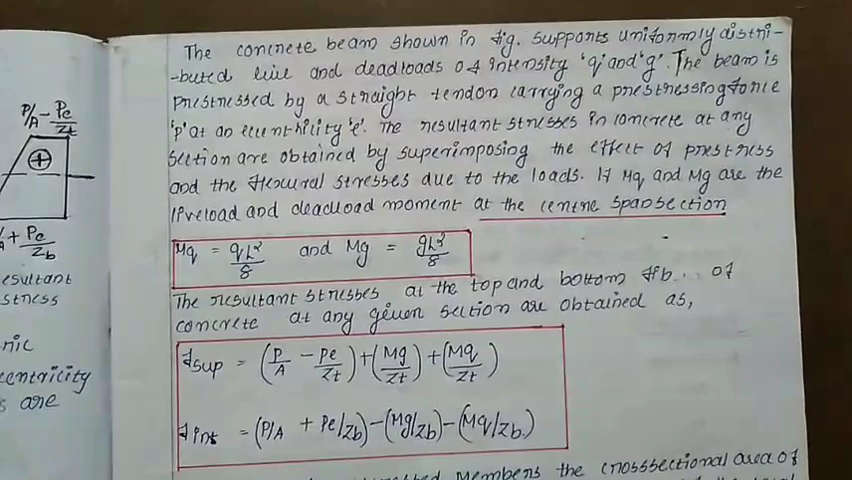 The concrete beam shown in fig. supports uniformly distri-
-buted live and deadloads of intensity 'q' and 'g'. The beam is
prestressed by a straight tendon carrying a prestressing force
'p' at an 'e'. The resultant stresses in concrete at any
section are obtained by superimposing the effect of prestress
and the flexural stresses due to the loads. If Mq and Mg are the
liveload and deadload moment at the centre span section
Mq = qL²/8 and Mg = gL²/8
The resultant stresses at the top and bottom fib.. of
concrete at any given section are obtained as,
fsup = (P/A - Pe/Zt) + (Mg/Zt) + (Mq/Zt)
finf = (P/A + Pe/Zb) - (Mg/Zb) - (Mq/Zb)
members the crosssectional area of
P/A - Pe/Zt
+
+ Pe/Zb
esultant
stress
nic
centricity
s are